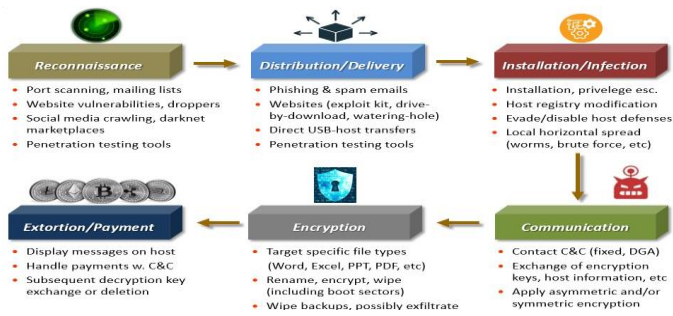 Reconnaissance
• Port scanning, mailing lists
• Website vulnerabilities, droppers
• Social media crawling, darknet
marketplaces
• Penetration testing tools
Distribution/Delivery
• Phishing & spam emails
• Websites (exploit kit, drive-
by-download, watering-hole)
• Direct USB-host transfers
• Penetration testing tools
Installation/Infection
• Installation, privelege esc.
• Host registry modification
• Evade/disable host defenses
• Local horizontal spread
(worms, brute force, etc)
Communication
• Contact C&C (fixed, DGA)
• Exchange of encryption
keys, host information, etc
• Apply asymmetric and/or
symmetric encryption
Encryption
• Target specific file types
(Word, Excel, PPT, PDF, etc)
• Rename, encrypt, wipe
(including boot sectors)
• Wipe backups, possibly exfiltrate
Extortion/Payment
• Display messages on host
• Handle payments w. C&C
• Subsequent decryption key
exchange or deletion